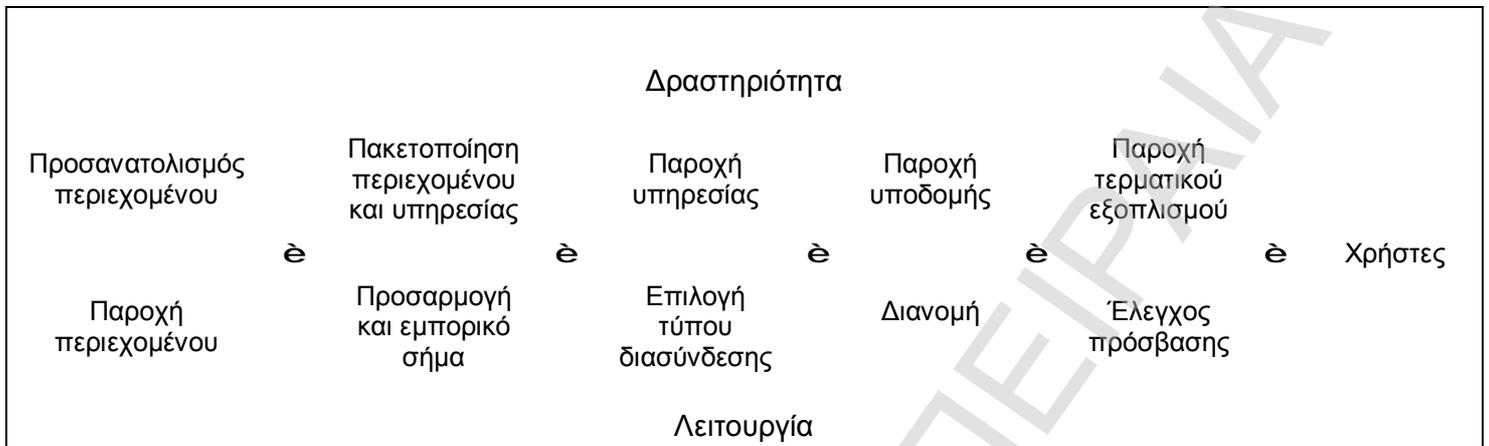 Δραστηριότητα
Προσανατολισμός
περιεχομένου
Πακετοποίηση
περιεχομένου
και υπηρεσίας
Παροχή
υπηρεσίας
Παροχή
υποδομής
Παροχή
τερματικού
εξοπλισμού
è è è è è Χρήστες
Παροχή
περιεχομένου
Προσαρμογή
και εμπορικό
σήμα
Επιλογή
τύπου
διασύνδεσης
Διανομή
Έλεγχος
πρόσβασης
Λειτουργία
ΠΕΙΡΑΙΑ